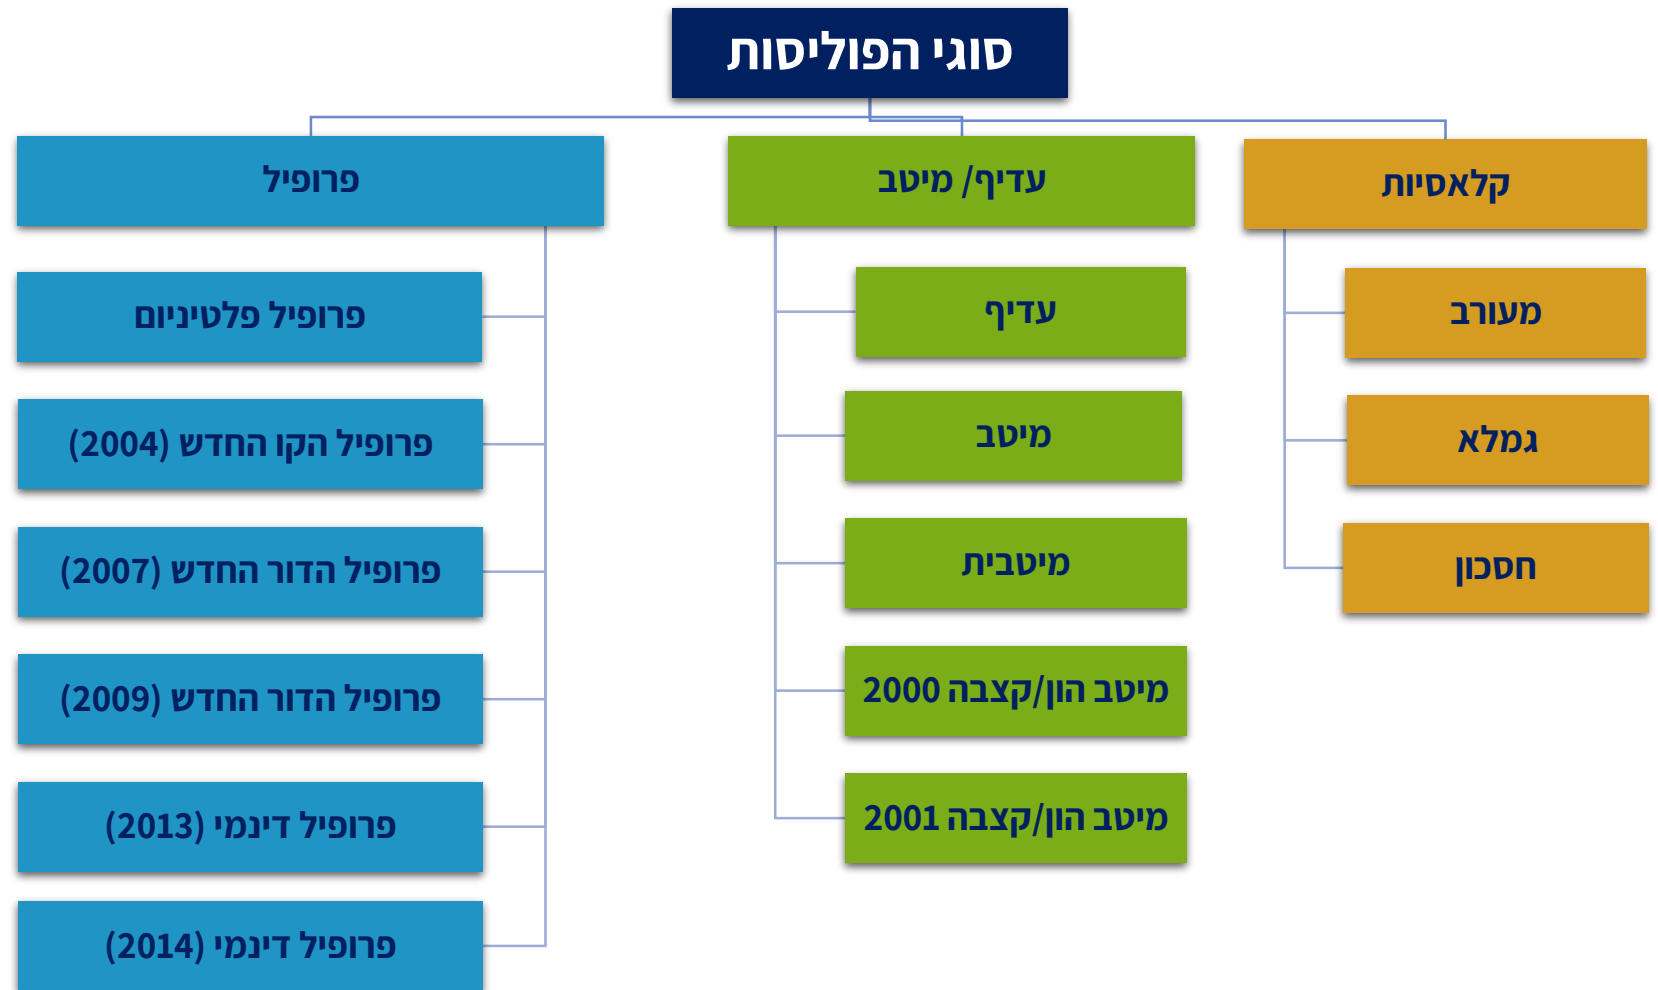 סוגי הפוליסות
קלאסיות
מעורב
גמלא
חסכון
עדיף/ מיטב
עדיף
מיטב
מיטבית
מיטב הון/קצבה 2000
מיטב הון/קצבה 2001
פרופיל
פרופיל פלטיניום
פרופיל הקו החדש (2004)
פרופיל הדור החדש (2007)
פרופיל הדור החדש (2009)
פרופיל דינמי (2013)
פרופיל דינמי (2014)